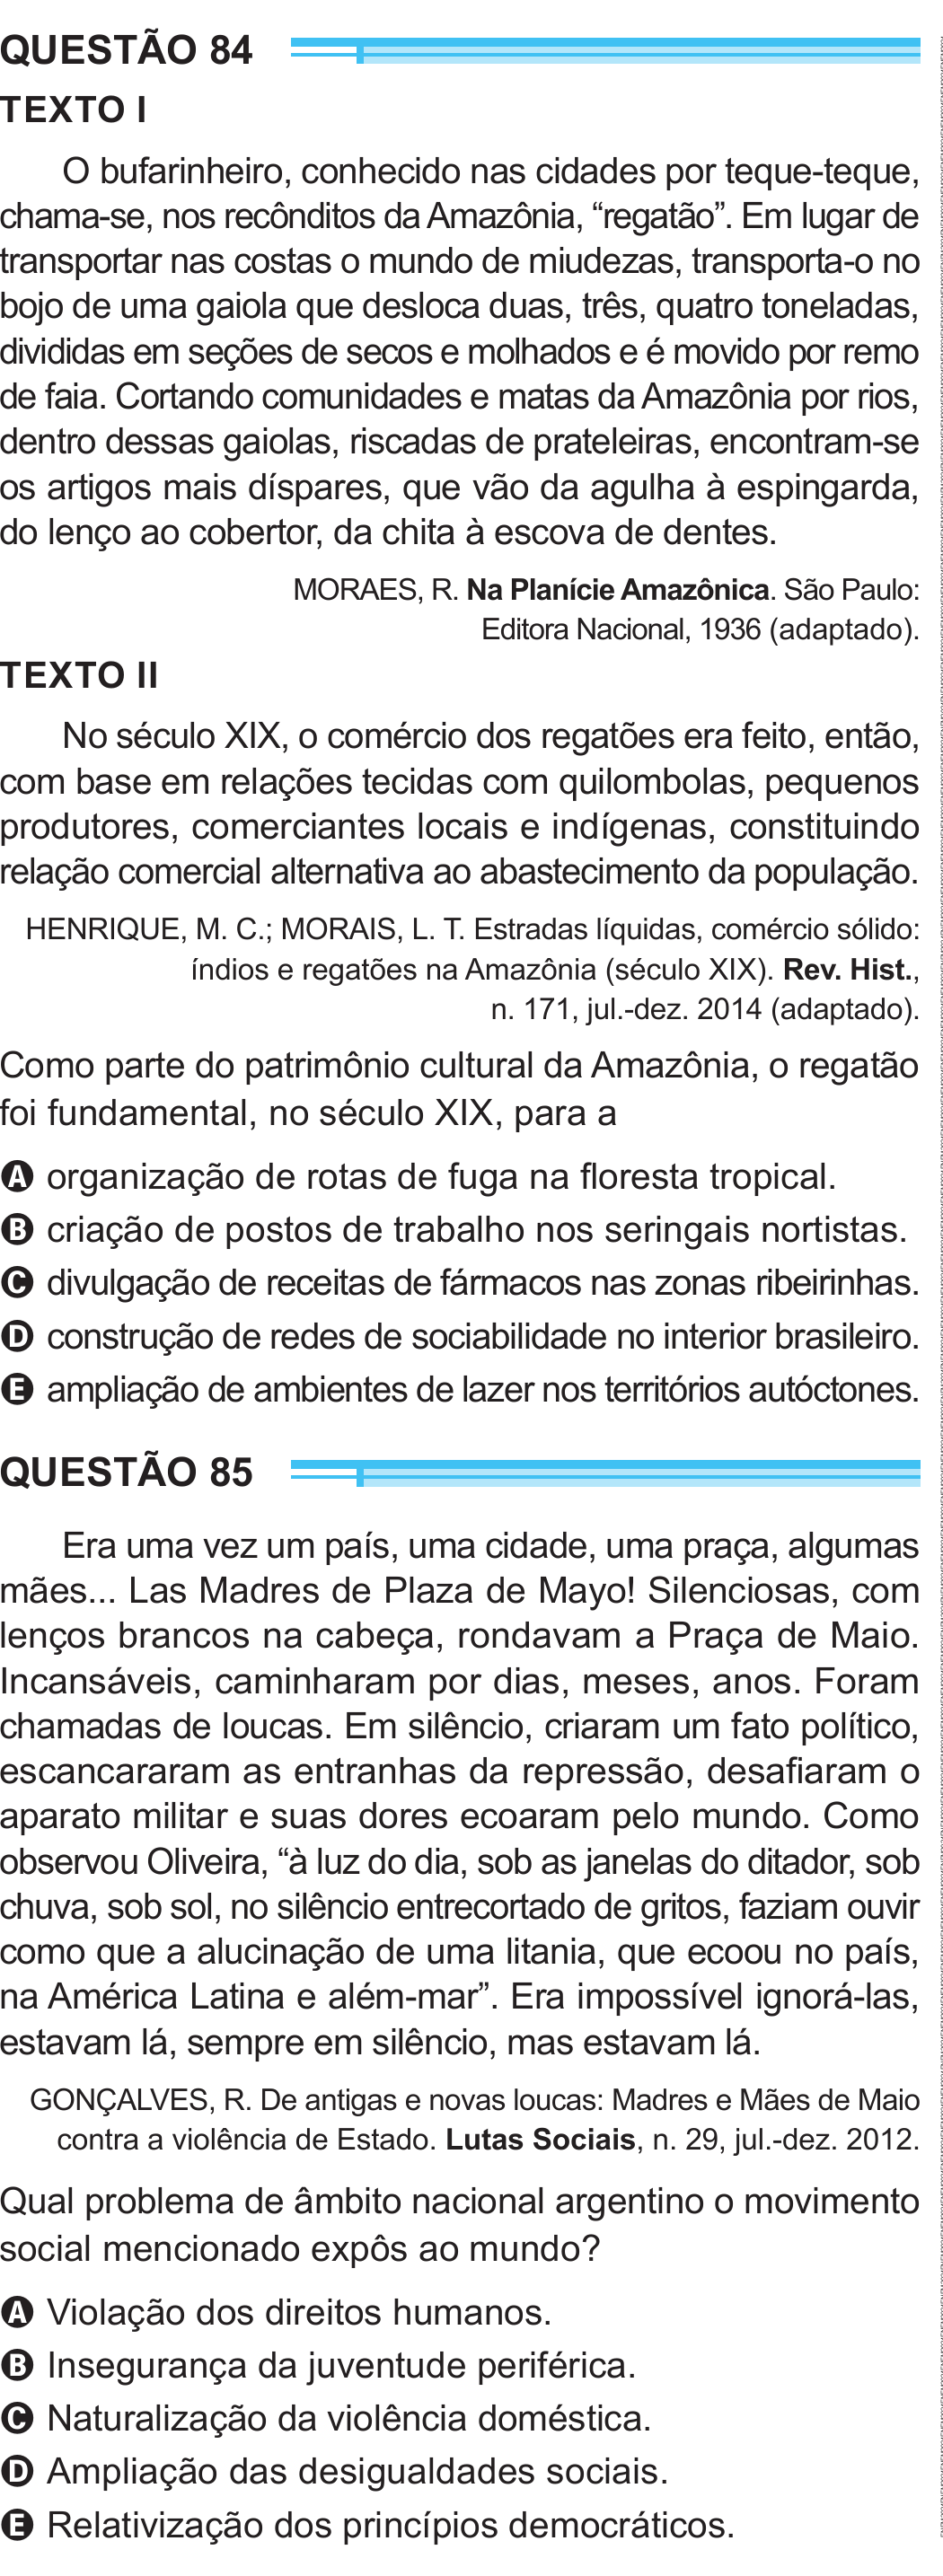 QUESTÃO 84
TEXTO I
O bufarinheiro, conhecido nas cidades por teque-teque,
chama-se, nos recônditos da Amazônia, “regatão”. Em lugar de
transportar nas costas o mundo de miudezas, transporta-o no
bojo de uma gaiola que desloca duas, três, quatro toneladas,
divididas em seções de secos e molhados e é movido por remo
de faia. Cortando comunidades e matas da Amazônia por rios,
dentro dessas gaiolas, riscadas de prateleiras, encontram-se
os artigos mais díspares, que vão da agulha à espingarda,
do lenço ao cobertor, da chita à escova de dentes.
MORAES, R. Na Planície Amazônica. São Paulo:
Editora Nacional, 1936 (adaptado).
TEXTO II
No século XIX, o comércio dos regatões era feito, então,
com base em relações tecidas com quilombolas, pequenos
produtores, comerciantes locais e indígenas, constituindo
relação comercial alternativa ao abastecimento da população.
HENRIQUE, M. C.; MORAIS, L. T. Estradas líquidas, comércio sólido:
índios e regatões na Amazônia (século XIX). Rev. Hist.,
n. 171, jul.-dez. 2014 (adaptado).
Como parte do patrimônio cultural da Amazônia, o regatão
foi fundamental, no século XIX, para a
A organização de rotas de fuga na floresta tropical.
B criação de postos de trabalho nos seringais nortistas.
C divulgação de receitas de fármacos nas zonas ribeirinhas.
D construção de redes de sociabilidade no interior brasileiro.
E ampliação de ambientes de lazer nos territórios autóctones.
QUESTÃO 85
Era uma vez um país, uma cidade, uma praça, algumas
mães... Las Madres de Plaza de Mayo! Silenciosas, com
lenços brancos na cabeça, rondavam a Praça de Maio.
Incansáveis, caminharam por dias, meses, anos. Foram
chamadas de loucas. Em silêncio, criaram um fato político,
escancararam as entranhas da repressão, desafiaram o
aparato militar e suas dores ecoaram pelo mundo. Como
observou Oliveira, “à luz do dia, sob as janelas do ditador, sob
chuva, sob sol, no silêncio entrecortado de gritos, faziam ouvir
como que a alucinação de uma litania, que ecoou no país,
na América Latina e além-mar”. Era impossível ignorá-las,
estavam lá, sempre em silêncio, mas estavam lá.
GONÇALVES, R. De antigas e novas loucas: Madres e Mães de Maio
contra a violência de Estado. Lutas Sociais, n. 29, jul.-dez. 2012.
Qual problema de âmbito nacional argentino o movimento
social mencionado expôs ao mundo?
A Violação dos direitos humanos.
B Insegurança da juventude periférica.
C Naturalização da violência doméstica.
D Ampliação das desigualdades sociais.
E Relativização dos princípios democráticos.